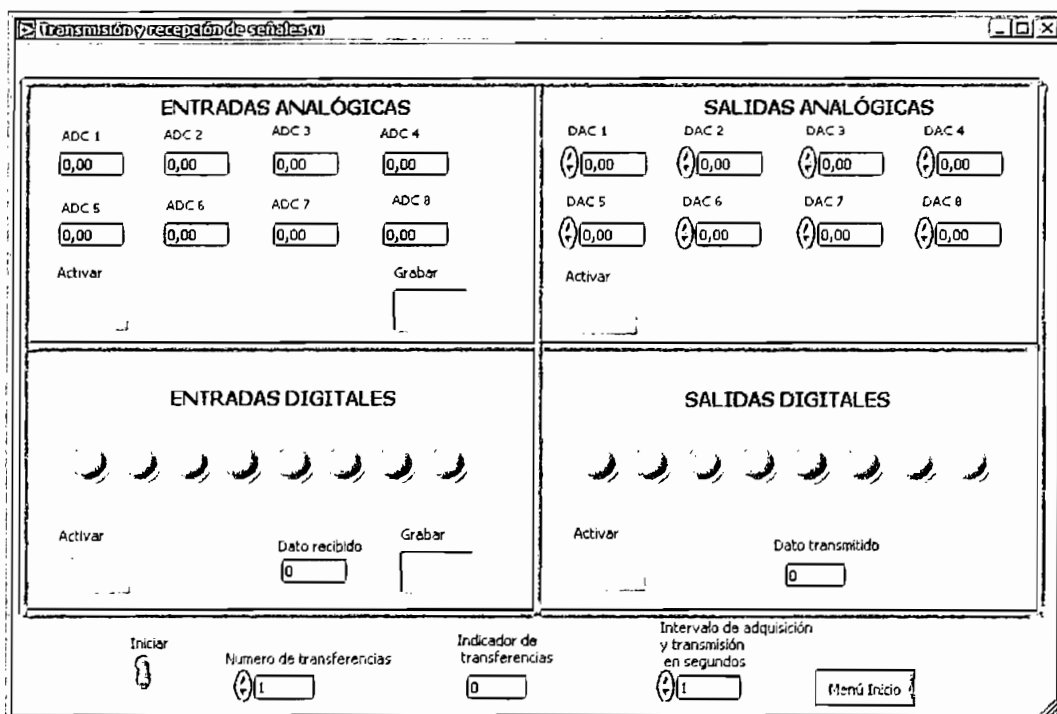 Transmisión y recepción de señales.vi
ENTRADAS ANALÓGICAS
ADC 1 ADC 2 ADC 3 ADC 4
0,00 0,00 0,00 0,00
ADC 5 ADC 6 ADC 7 ADC 8
0,00 0,00 0,00 0,00
Activar Grabar
SALIDAS ANALÓGICAS
DAC 1 DAC 2 DAC 3 DAC 4
0,00 0,00 0,00 0,00
DAC 5 DAC 6 DAC 7 DAC 8
0,00 0,00 0,00 0,00
Activar
ENTRADAS DIGITALES
Activar Dato recibido Grabar
0
SALIDAS DIGITALES
Activar Dato transmitido
0
Iniciar
Numero de transferencias
1
Indicador de
transferencias
0
Intervalo de adquisición
y transmisión
en segundos
1
Menú Inicio